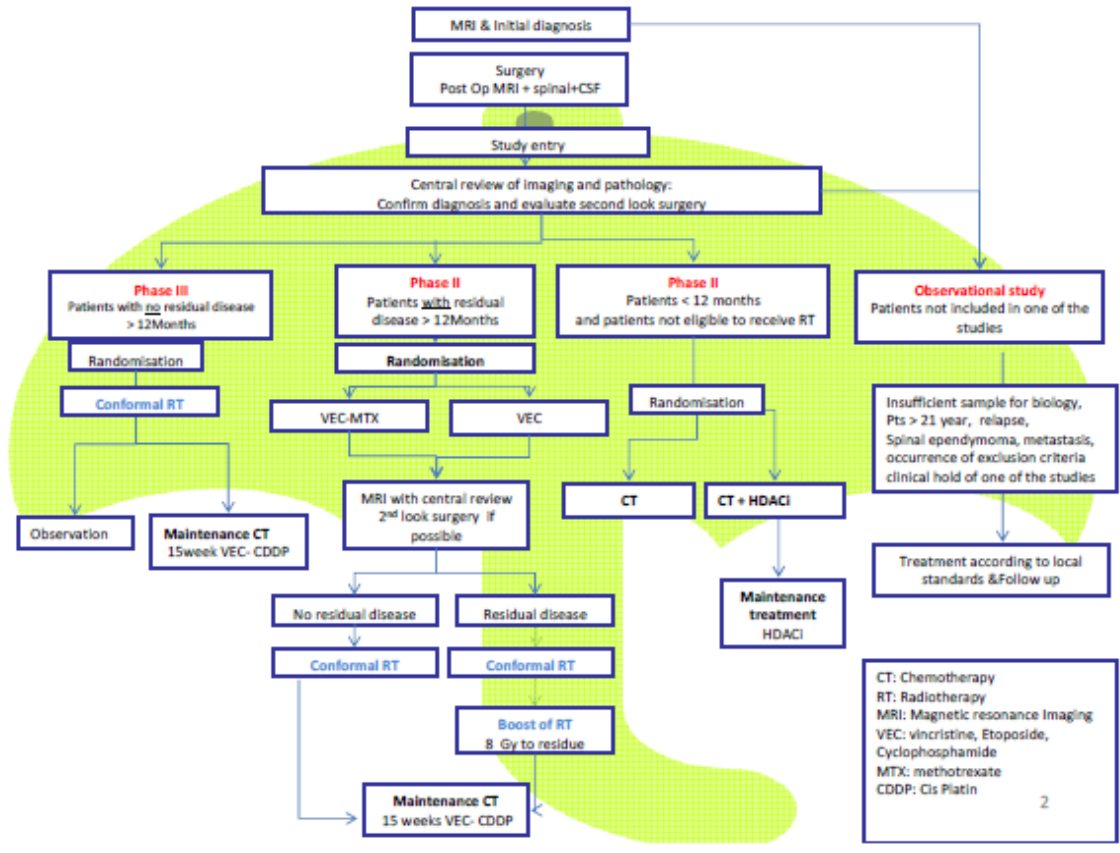 MRI & Initial diagnosis
Surgery
Post Op MRI + spinal+CSF
Study entry
Central review of imaging and pathology:
Confirm diagnosis and evaluate second look surgery
Phase III
Patients with no residual disease
> 12Months
Randomisation
Conformal RT
Observation
Maintenance CT
15week VEC- CDDP
Phase II
Patients with residual
disease > 12Months
Randomisation
VEC-MTX
VEC
MRI with central review
2nd look surgery if
possible
No residual disease
Residual disease
Conformal RT
Conformal RT
Boost of RT
8 Gy to residue
Maintenance CT
15 weeks VEC- CDDP
Phase II
Patients < 12 months
and patients not eligible to receive RT
Randomisation
CT
CT + HDACi
Maintenance
treatment
HDACi
Observational study
Patients not included in one of the
studies
Insufficient sample for biology,
Pts > 21 year, relapse,
Spinal ependymoma, metastasis,
occurrence of exclusion criteria
clinical hold of one of the studies
Treatment according to local
standards &Follow up
CT: Chemotherapy
RT: Radiotherapy
MRI: Magnetic resonance Imaging
VEC: vincristine, Etoposide,
Cyclophosphamide
MTX: methotrexate
CDDP: Cis Platin
2